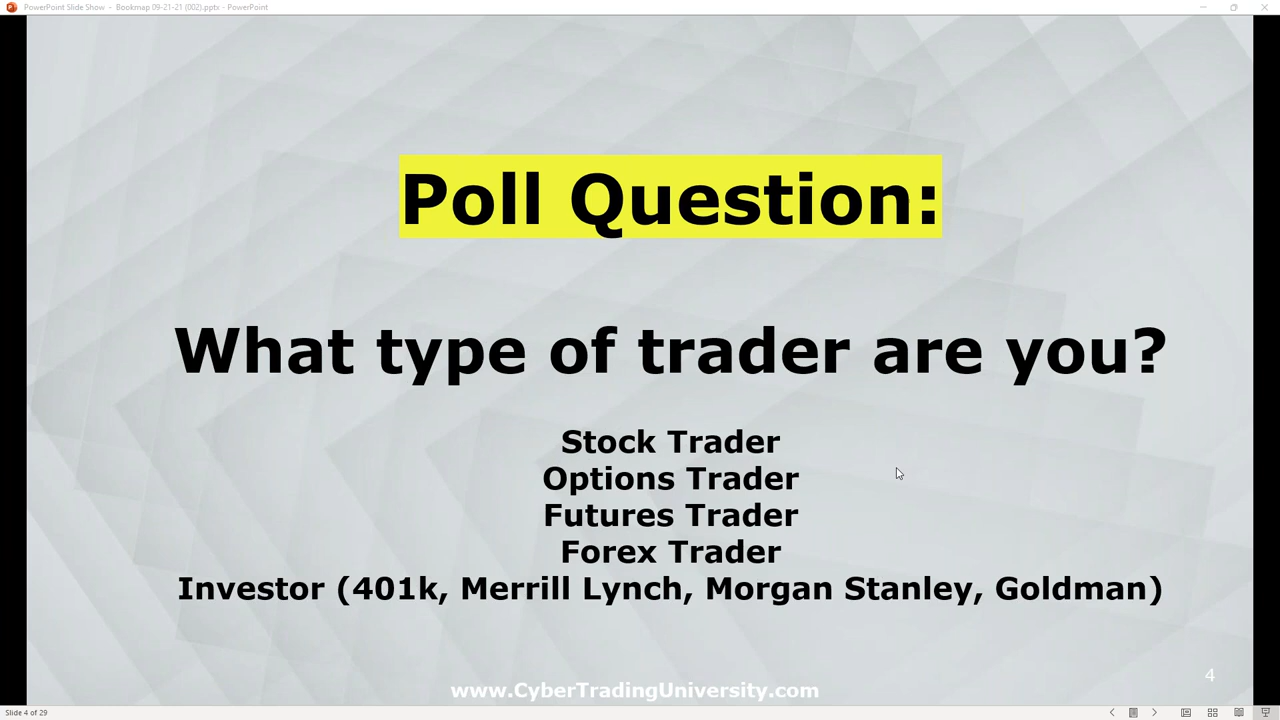 PowerPoint Slide Show - Bookmap 09-21-21 (002).ppts - PowerPoint
Poll Question:
What type of trader are you?
Stock Trader
Options Trader
Futures Trader
Forex Trader
Investor (401k, Merrill Lynch, Morgan Stanley, Goldman)
4
www.CyberTradingUniversity.com
Slide 4 of 29